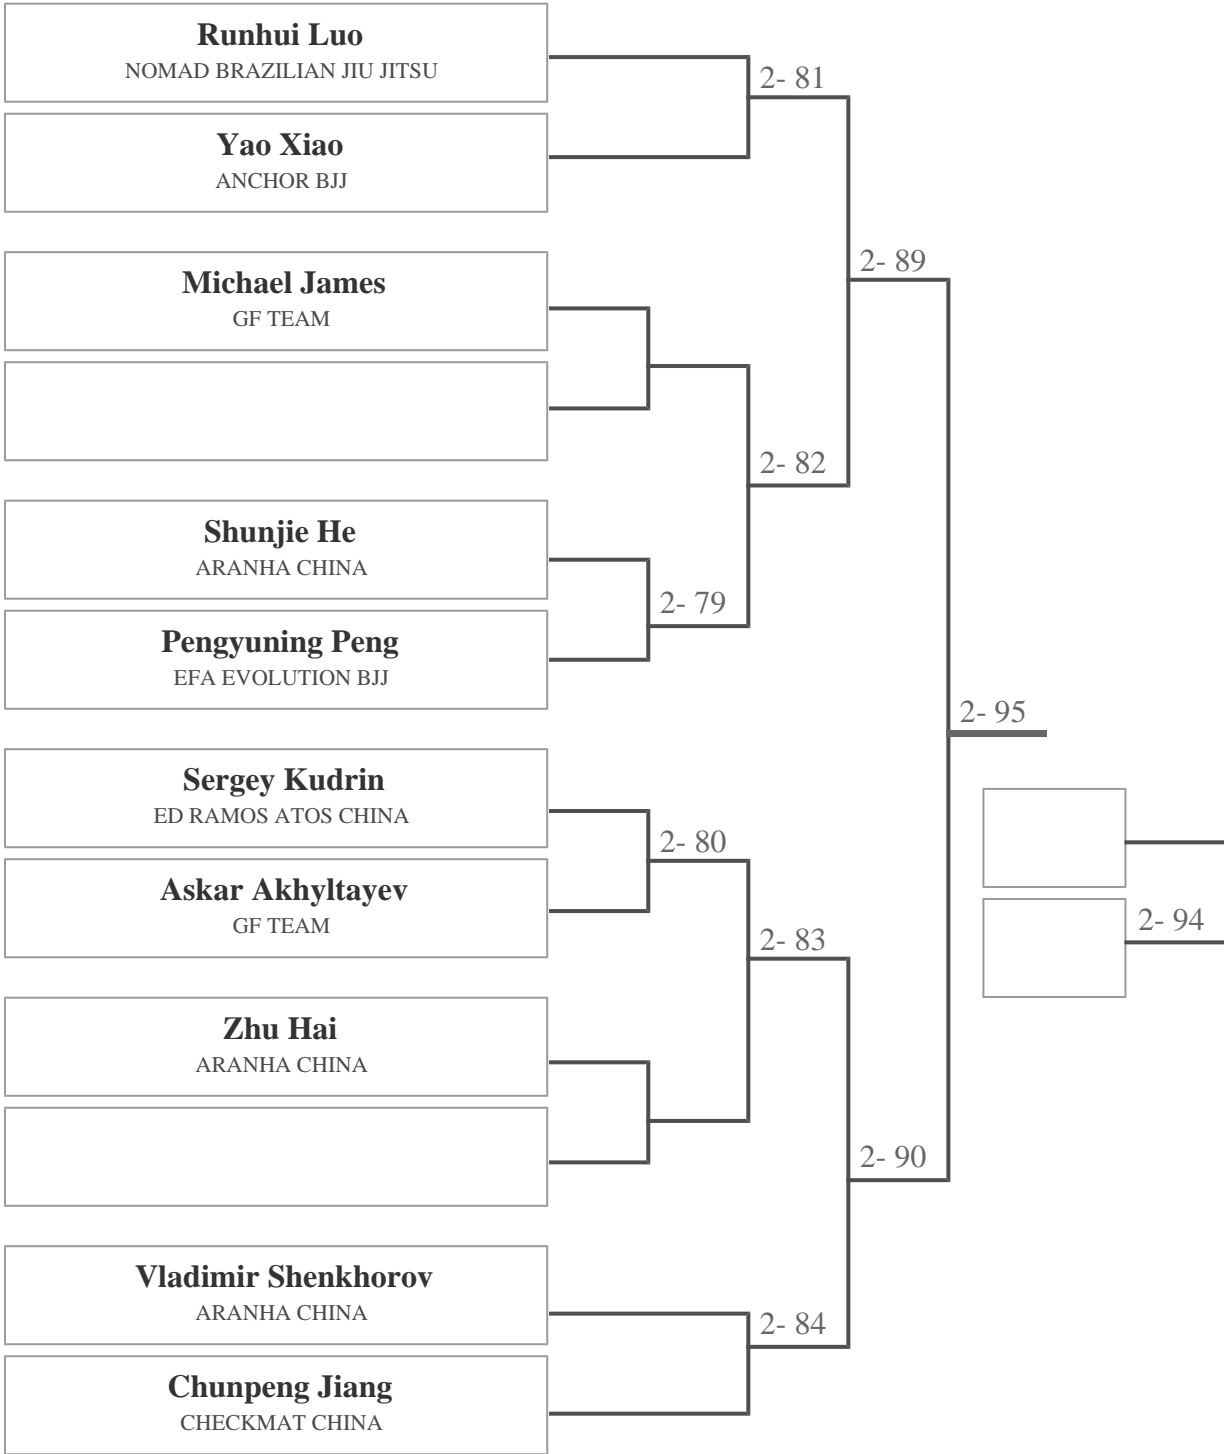 Runhui Luo
NOMAD BRAZILIAN JIU JITSU
2- 81
Yao Xiao
ANCHOR BJJ
2- 89
Michael James
GF TEAM
2- 82
Shunjie He
ARANHA CHINA
2- 79
Pengyuning Peng
EFA EVOLUTION BJJ
2- 95
Sergey Kudrin
ED RAMOS ATOS CHINA
2- 80
Askar Akhyltayev
GF TEAM
2- 94
2- 83
Zhu Hai
ARANHA CHINA
2- 90
Vladimir Shenkhorov
ARANHA CHINA
2- 84
Chunpeng Jiang
CHECKMAT CHINA